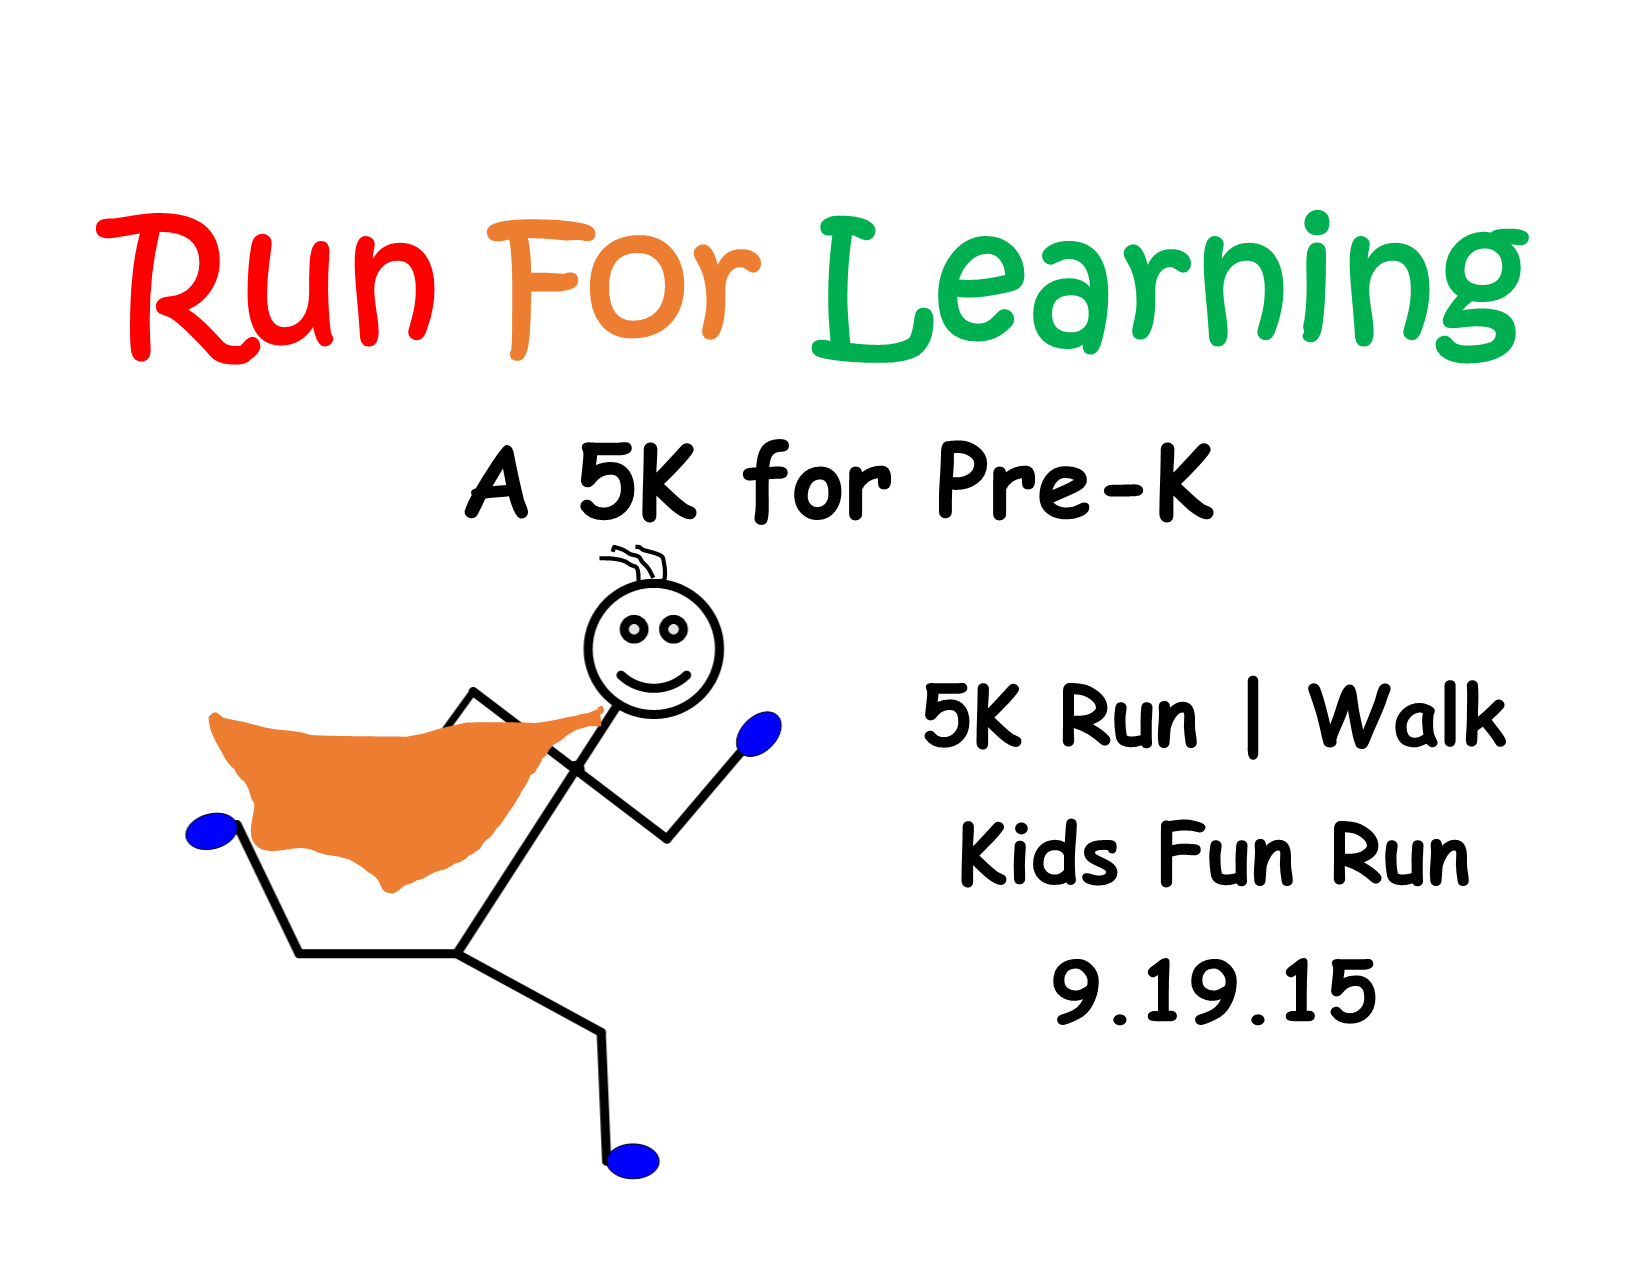 Run For Learning
A 5K for Pre-K
5K Run | Walk
Kids Fun Run
9.19.15